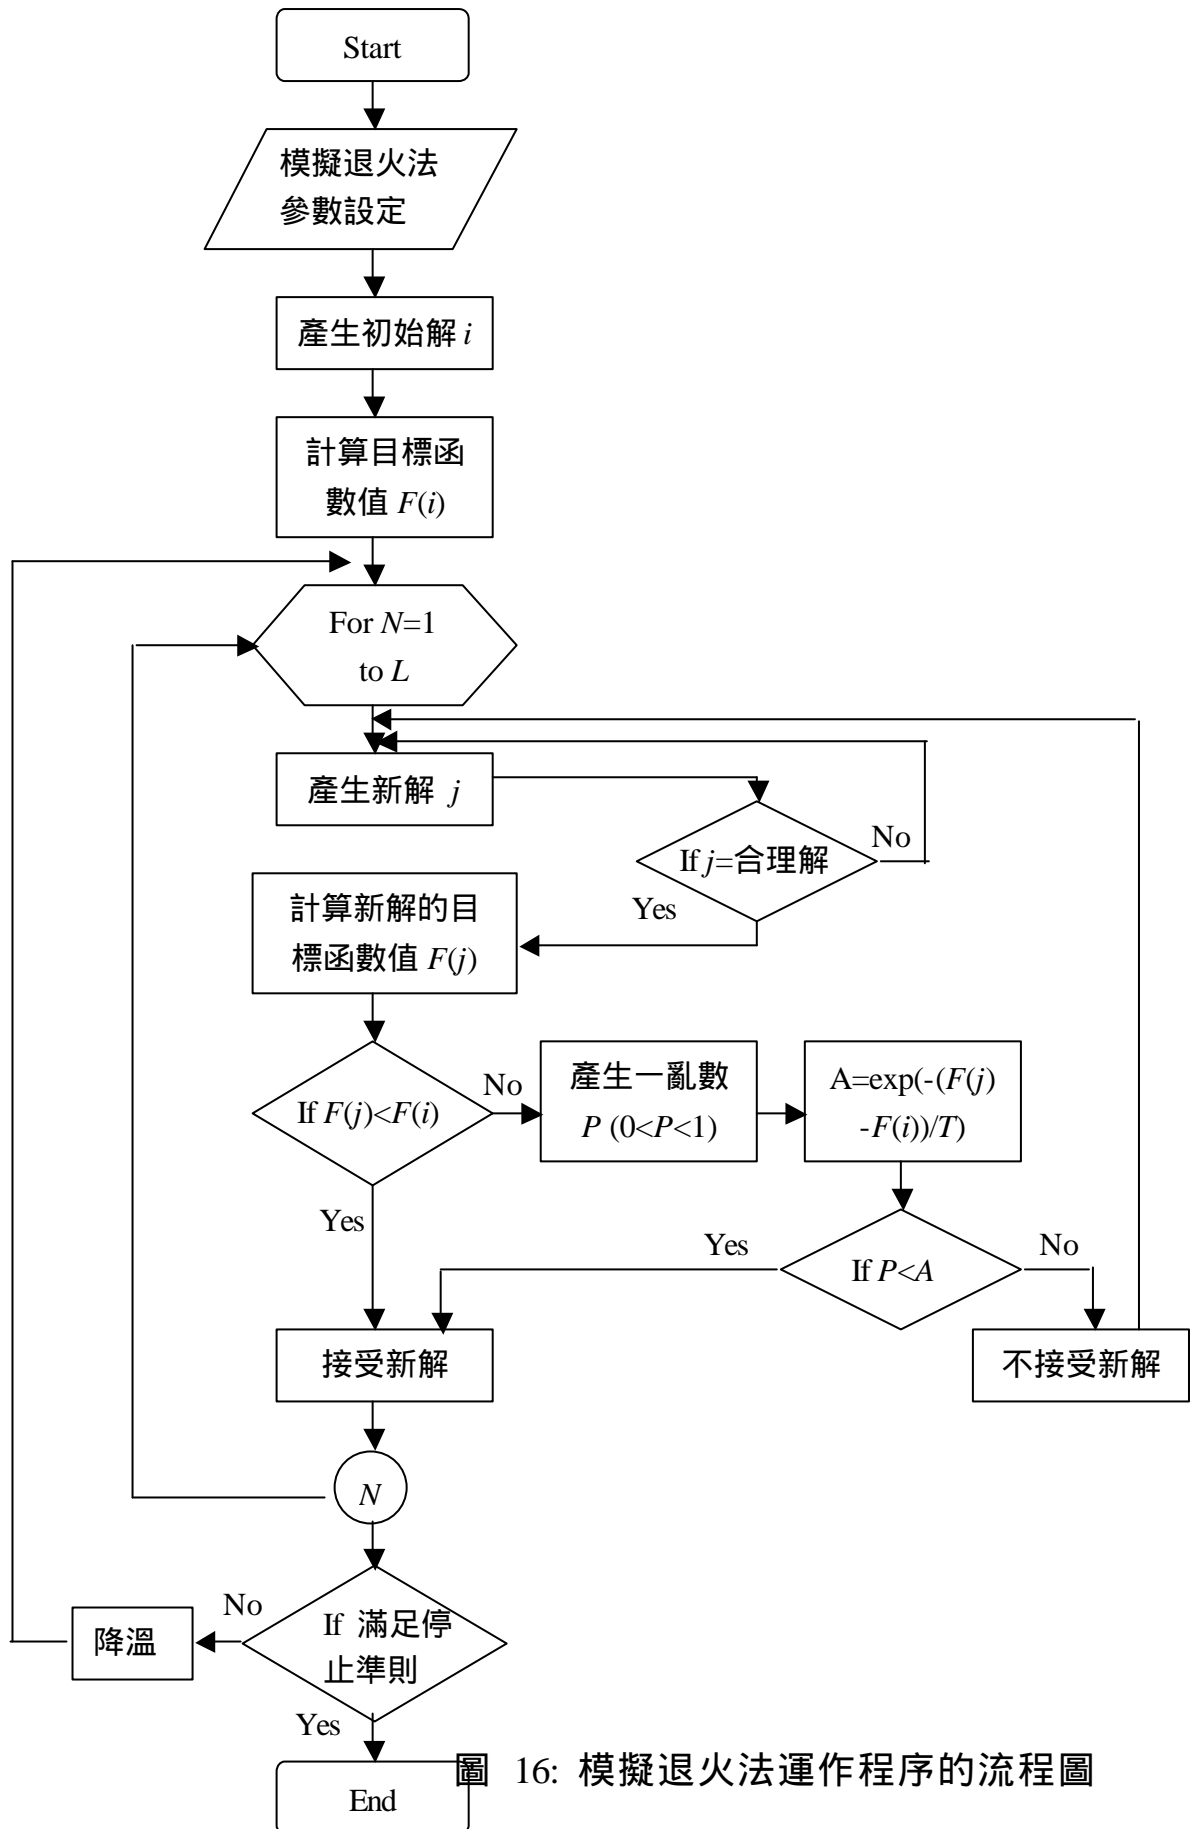 Start
模擬退火法
參數設定
產生初始解 i
計算目標函
數值 F(i)
For N=1
to L
產生新解 j
If j=合理解
No
Yes
計算新解的目
標函數值 F(j)
If F(j)<F(i)
No
產生一亂數
P (0<P<1)
A=exp(-(F(j)
-F(i))/T)
Yes
Yes
If P<A
No
接受新解
不接受新解
N
降溫
No
If 滿足停
止準則
Yes
End
圖 16: 模擬退火法運作程序的流程圖